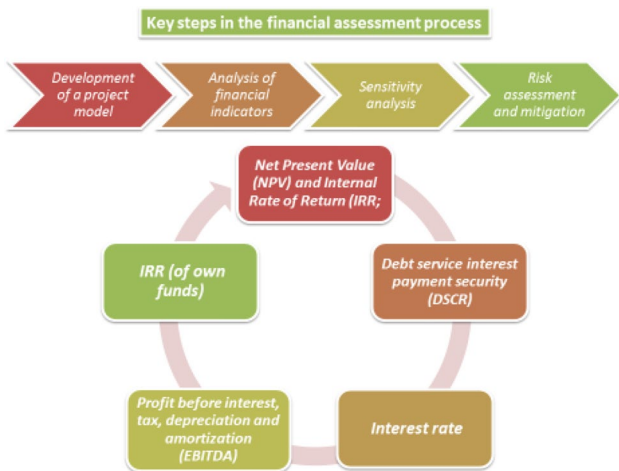 Key steps in the financial assessment process
Development
of a project
model
Analysis of
financial
indicators
Sensitivity
analysis
Risk
assessment
and mitigation
Net Present Value
(NPV) and Internal
Rate of Return (IRR;
Debt service interest
payment security
(DSCR)
Interest rate
Profit before interest,
tax, depreciation and
amortization
(EBITDA)
IRR (of own
funds)